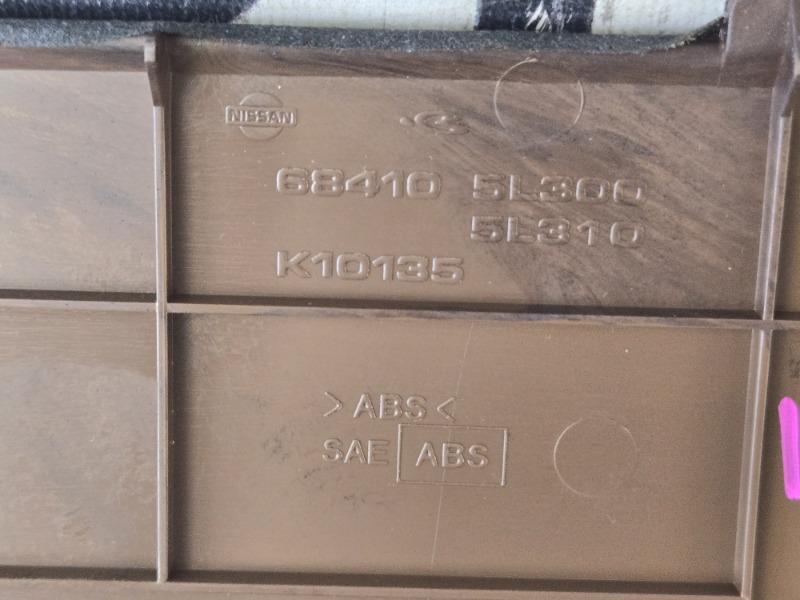 NISSAN
68410 5L300
5L310
K10135
>ABS<
SAE ABS